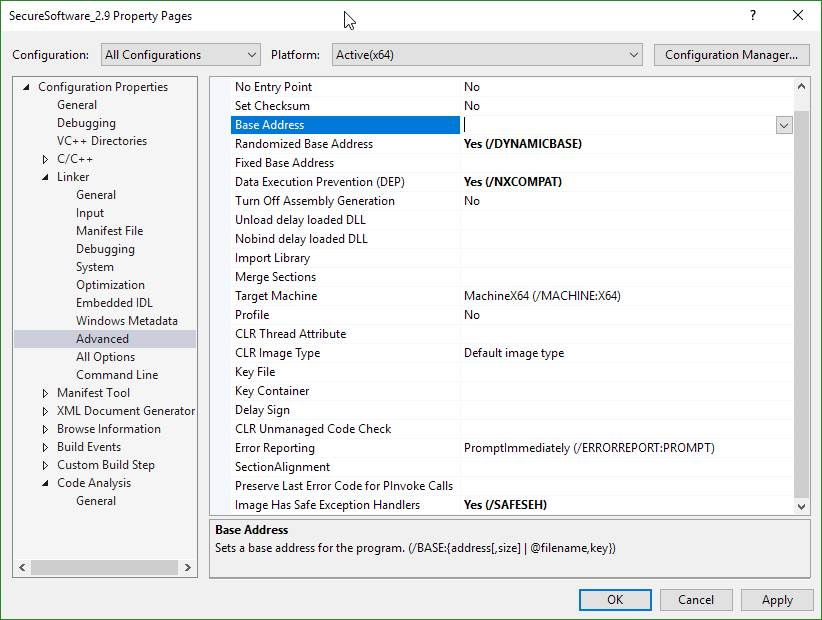 SecureSoftware_2.9 Property Pages
?
Configuration: All Configurations Platform: Active(x64) Configuration Manager...
Configuration Properties
General
Debugging
VC++ Directories
C/C++
Linker
General
Input
Manifest File
Debugging
System
Optimization
Embedded IDL
Windows Metadata
Advanced
All Options
Command Line
Manifest Tool
XML Document Generator
Browse Information
Build Events
Custom Build Step
Code Analysis
General
No Entry Point No
Set Checksum No
Base Address
Randomized Base Address Yes (/DYNAMICBASE)
Fixed Base Address
Data Execution Prevention (DEP) Yes (/NXCOMPAT)
Turn Off Assembly Generation No
Unload delay loaded DLL
Nobind delay loaded DLL
Import Library
Merge Sections
Target Machine MachineX64 (/MACHINE:X64)
Profile No
CLR Thread Attribute
CLR Image Type Default image type
Key File
Key Container
Delay Sign
CLR Unmanaged Code Check
Error Reporting PromptImmediately (/ERRORREPORT:PROMPT)
SectionAlignment
Preserve Last Error Code for PInvoke Calls
Image Has Safe Exception Handlers Yes (/SAFESEH)
Base Address
Sets a base address for the program. (/BASE:{address[,size] | @filename,key})
OK Cancel Apply